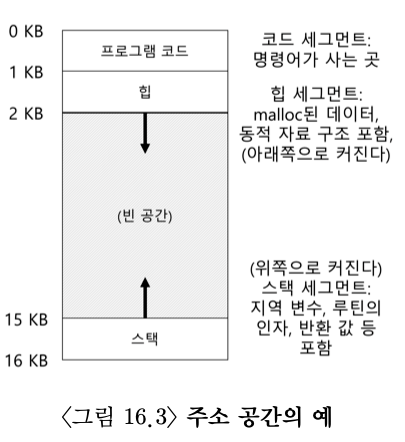 0 KB
프로그램 코드
코드 세그먼트:
명령어가 사는 곳
1 KB
힙
힙 세그먼트:
malloc된 데이터,
동적 자료 구조 포함,
(아래쪽으로 커진다)
2 KB
(빈 공간)
(위쪽으로 커진다)
스택 세그먼트:
지역 변수, 루틴의
인자, 반환 값 등
포함
15 KB
스택
16 KB
〈그림 16.3〉 주소 공간의 예